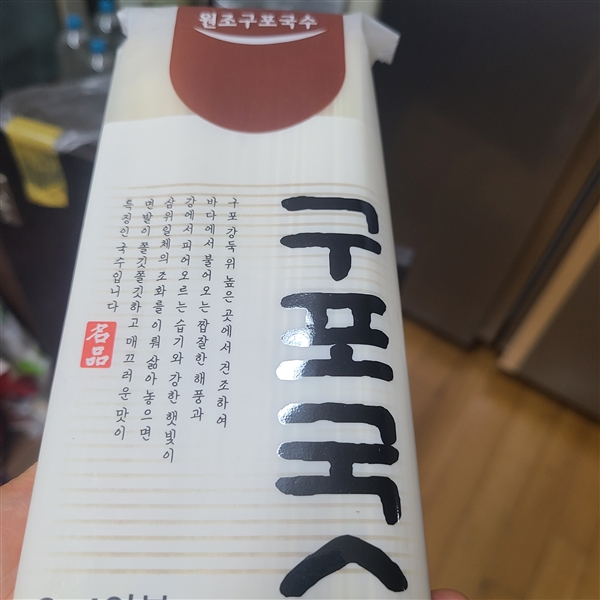 원조구포국수
구포국
구포 강둑 위 높은 곳에서 건조하여
바다에서 불어오는 짭잘한 해풍과
강에서 피어오르는 습기와 강한 햇빛이
삼위일체의 조화를 이뤄 삶아놓으면
면발이 쫄깃쫄깃하고 매끄러운 맛이
특징인 국수입니다
名品